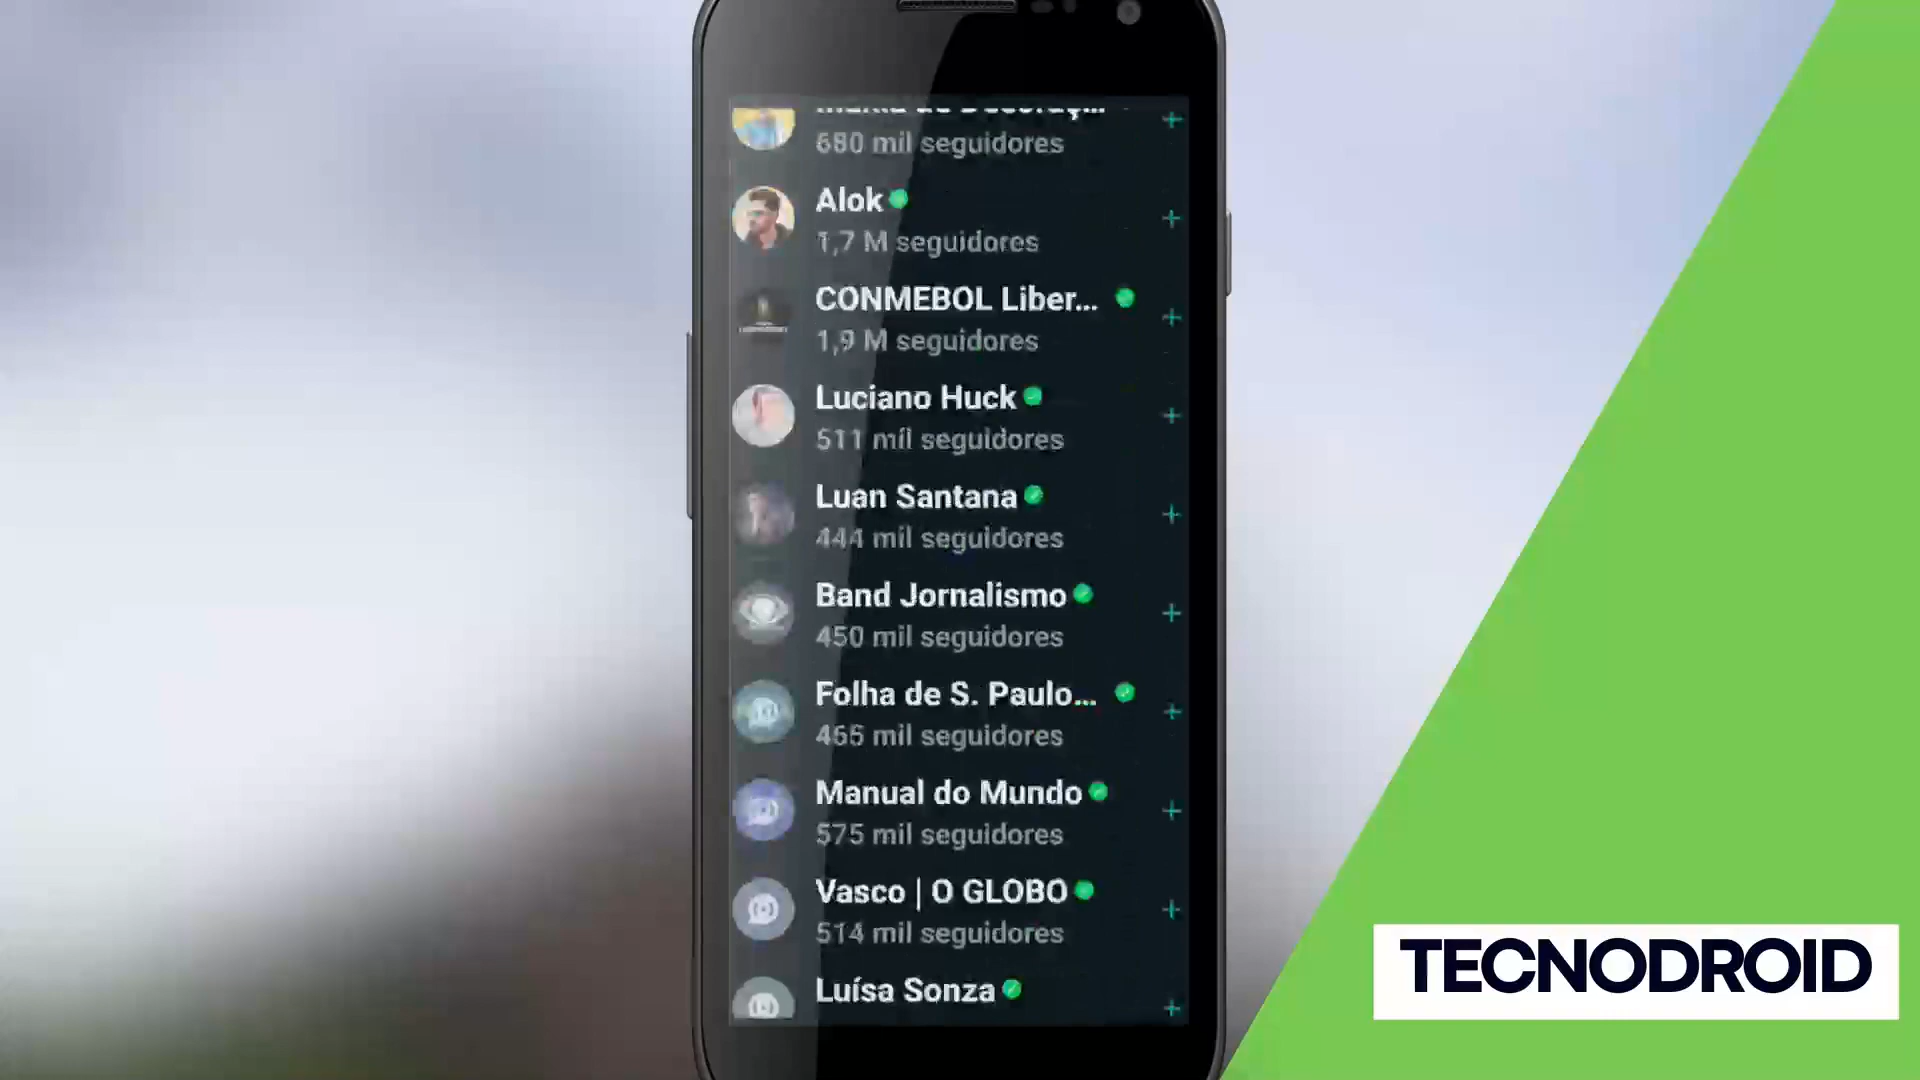 680 mil seguidores
Alok
1,7 M seguidores
CONMEBOL Liber...
1,9 M seguidores
Luciano Huck
511 mil seguidores
Luan Santana
444 mil seguidores
Band Jornalismo
450 mil seguidores
Folha de S. Paulo...
465 mil seguidores
Manual do Mundo
575 mil seguidores
Vasco | O GLOBO
514 mil seguidores
Luísa Sonza
TECNODROID